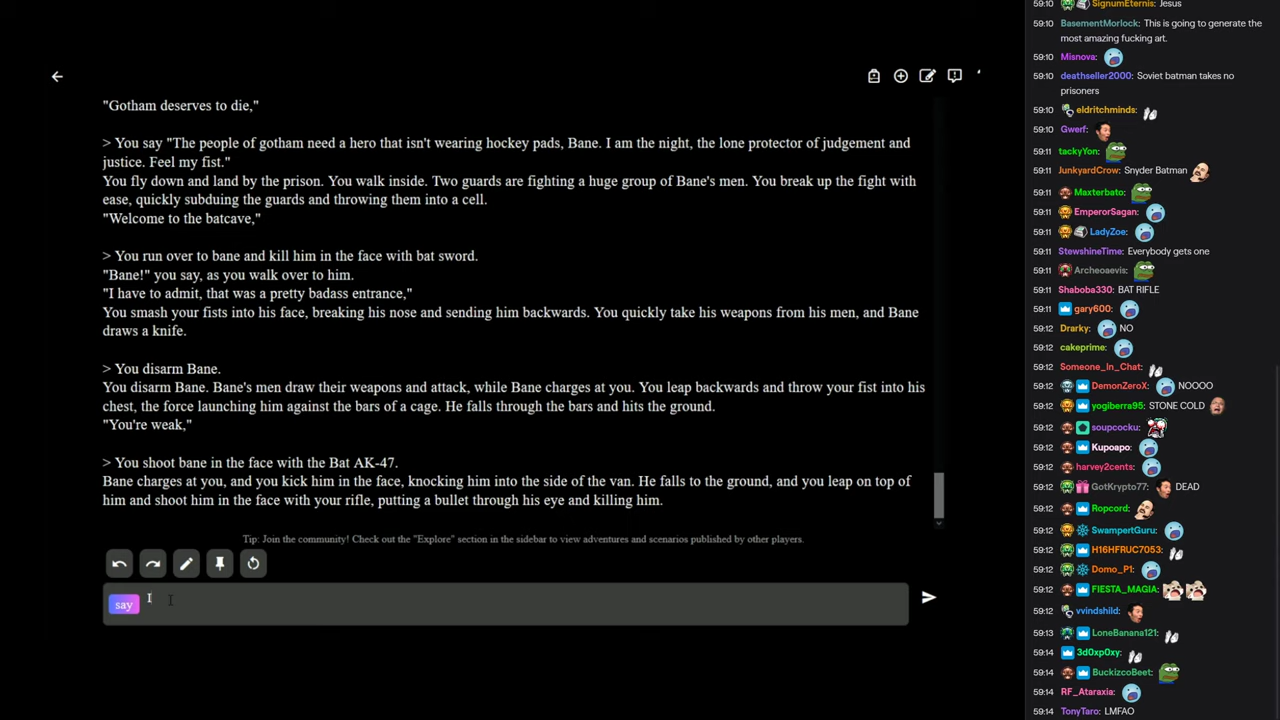 "Gotham deserves to die,"
> You say "The people of gotham need a hero that isn't wearing hockey pads, Bane. I am the night, the lone protector of judgement and
justice. Feel my fist."
You fly down and land by the prison. You walk inside. Two guards are fighting a huge group of Bane's men. You break up the fight with
ease, quickly subduing the guards and throwing them into a cell.
"Welcome to the batcave,"
> You run over to bane and kill him in the face with bat sword.
"Bane!" you say, as you walk over to him.
"I have to admit, that was a pretty badass entrance,"
You smash your fists into his face, breaking his nose and sending him backwards. You quickly take his weapons from his men, and Bane
draws a knife.
> You disarm Bane.
You disarm Bane. Bane's men draw their weapons and attack, while Bane charges at you. You leap backwards and throw your fist into his
chest, the force launching him against the bars of a cage. He falls through the bars and hits the ground.
"You're weak,"
> You shoot bane in the face with the Bat AK-47.
Bane charges at you, and you kick him in the face, knocking him into the side of the van. He falls to the ground, and you leap on top of
him and shoot him in the face with your rifle, putting a bullet through his eye and killing him.
Tip: Join the community! Check out the "Explore" section in the sidebar to view adventures and scenarios published by other players.
say
59:10 SignumEternis: Jesus
59:10 BasementMorlock: This is going to generate the
most amazing fucking art.
59:10 Misnova:
59:10 deathseller2000: Soviet batman takes no
prisoners
59:10 eldritchminds:
59:10 Gwerf:
59:11 tackyYon:
59:11 JunkyardCrow: Snyder Batman
59:11 Maxterbato:
59:11 EmperorSagan:
59:11 LadyZoe:
59:11 StewshineTime: Everybody gets one
59:11 Archeoaevis:
59:11 Shaboba330: BAT RIFLE
59:11 gary600:
59:12 Drarky: NO
59:12 cakeprime:
59:12 Someone_In_Chat:
59:12 DemonZeroX: NOOOO
59:12 yogiberra95: STONE COLD
59:12 soupcocku:
59:12 Kupoapo:
59:12 harvey2cents:
59:12 GotKrypto77: DEAD
59:12 Ropcord:
59:12 SwampertGuru:
59:12 H16HFRUC7053:
59:12 Domo_P1:
59:12 FIESTA_MAGIA:
59:12 vvindshild:
59:13 LoneBanana121:
59:14 3d0xp0xy:
59:14 BuckizcoBeet:
59:14 RF_Ataraxia:
59:14 TonyTaro: LMFAO